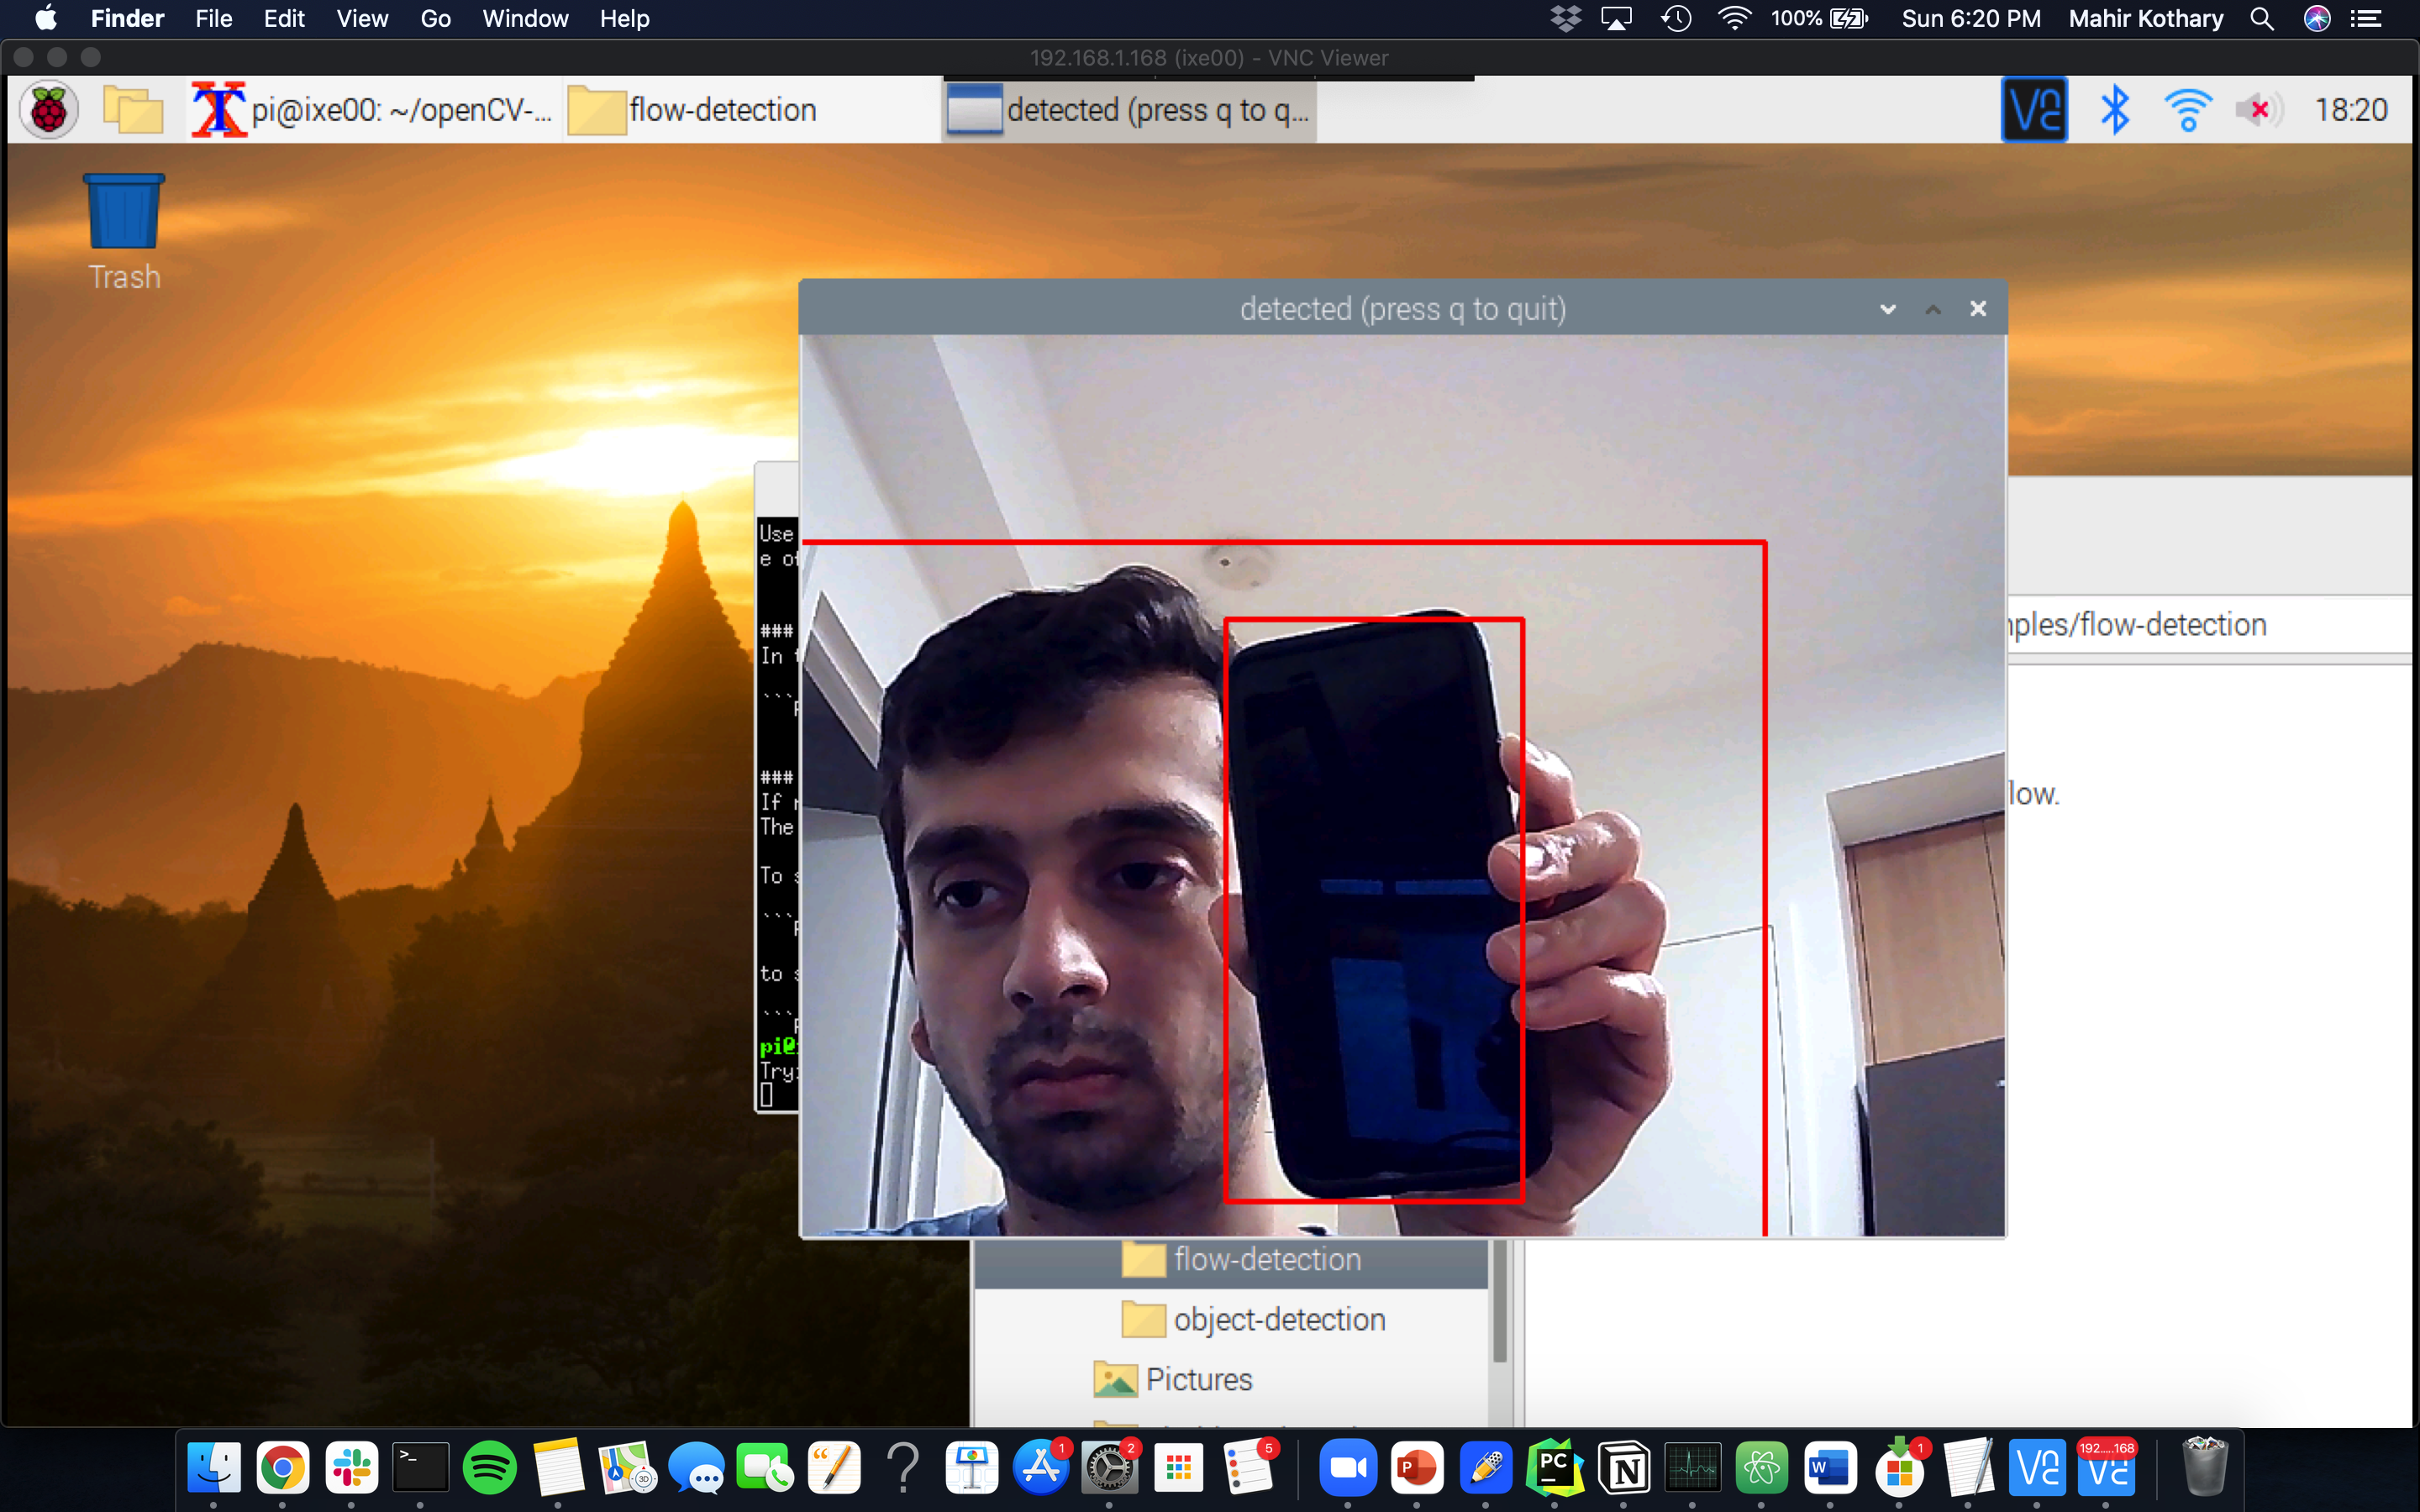 Finder File Edit View Go Window Help 100% Sun 6:20 PM Mahir Kothary
192.168.1.168 (ixe00) - VNC Viewer
pi@ixe00: ~/openCV-... flow-detection detected (press q to q... 18:20
Trash
detected (press q to quit)
Use
e of
###
In
nples/flow-detection
```
###
If
The
low.
To s
```
to s
```
pi@
Try:
flow-detection
object-detection
Pictures
3D 1 2 5 P PC N W 1 192.....168